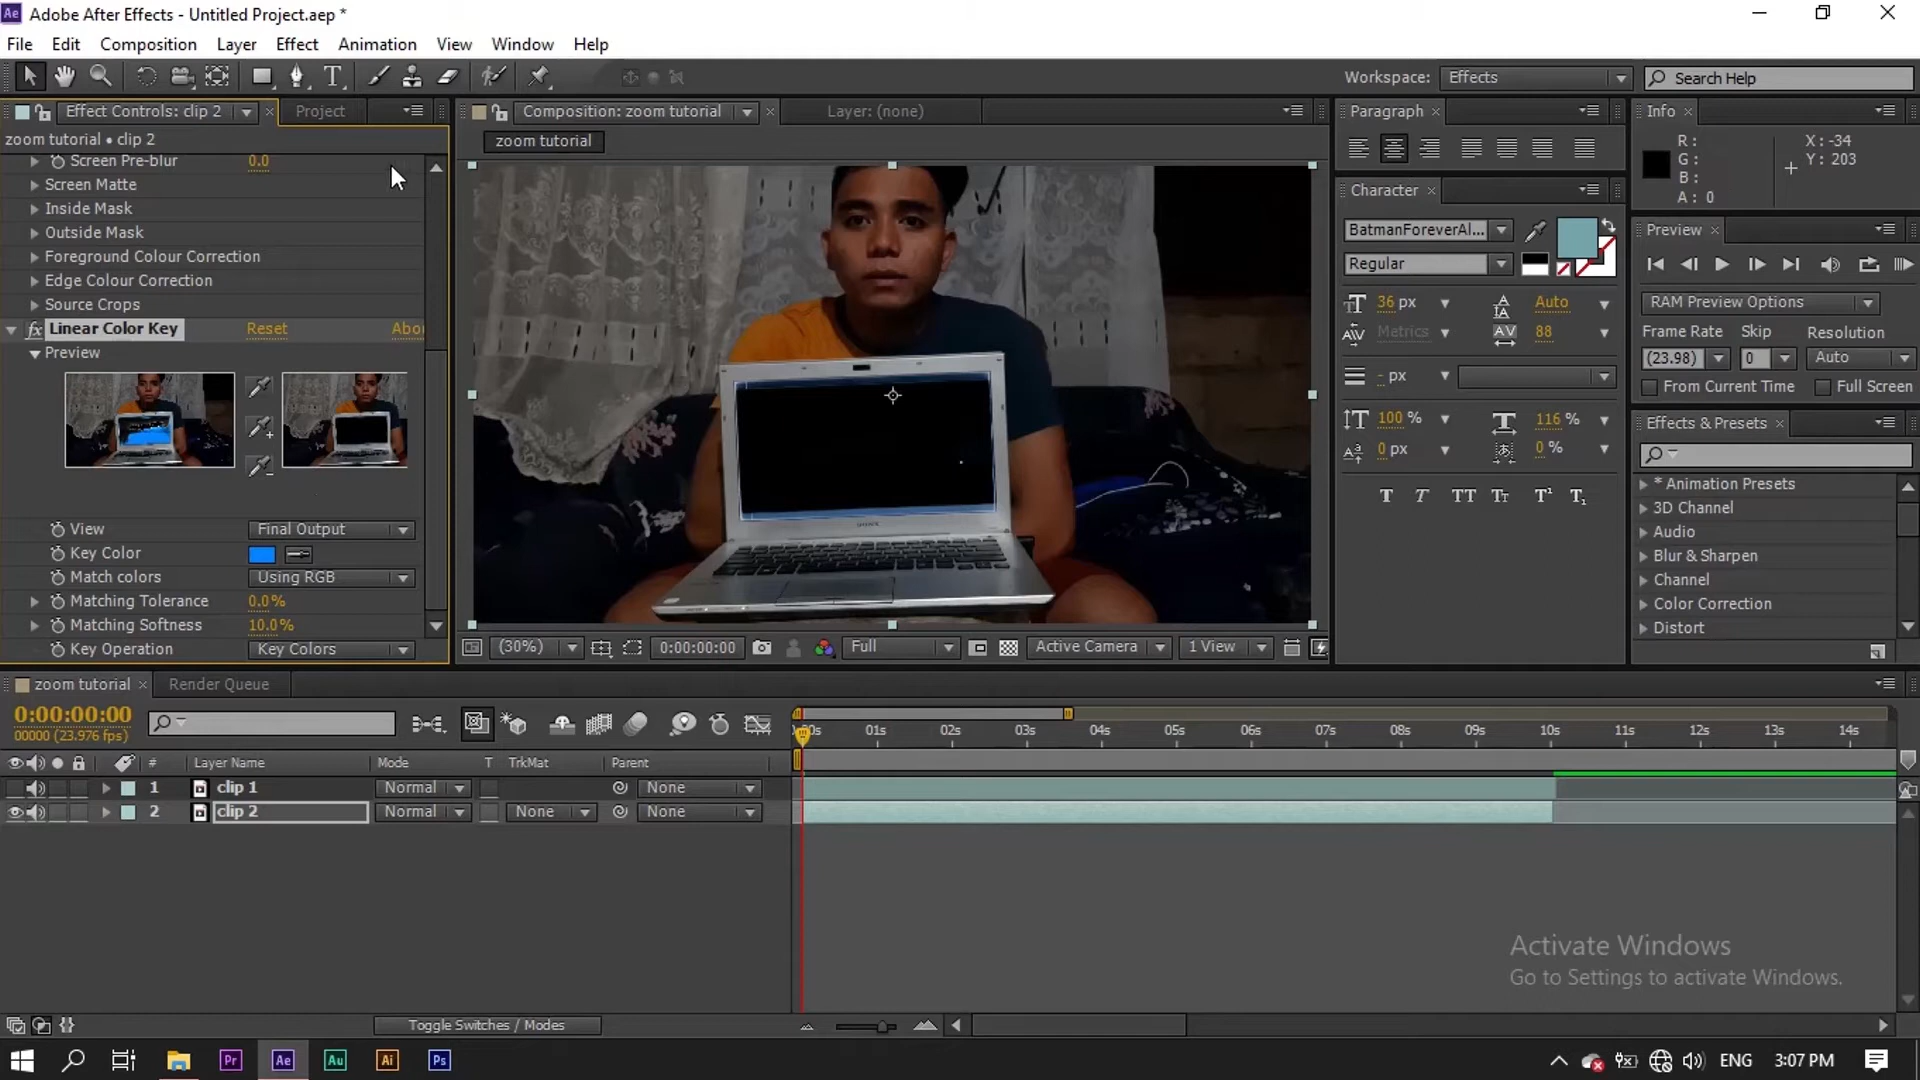 Adobe After Effects - Untitled Project.aep *
File Edit Composition Layer Effect Animation View Window Help
Workspace: Effects Search Help
Effect Controls: clip 2 Project
zoom tutorial • clip 2
Screen Pre-blur 0.0
Screen Matte
Inside Mask
Outside Mask
Foreground Colour Correction
Edge Colour Correction
Source Crops
Linear Color Key Reset Abo
Preview
View Final Output
Key Color
Match colors Using RGB
Matching Tolerance 0.0%
Matching Softness 10.0%
Key Operation Key Colors
Composition: zoom tutorial Layer: (none)
zoom tutorial
(30%) 0:00:00:00 Full Active Camera 1 View
Paragraph
Character
BatmanForeverAl...
Regular
36 px Auto
Metrics 88
- px
100 % 116 %
0 px 0 %
T T TT Tt T¹ T₁
Info
R: X: -34
G: Y: 203
B:
A: 0
Preview
RAM Preview Options
Frame Rate Skip Resolution
(23.98) 0 Auto
From Current Time Full Screen
Effects & Presets
* Animation Presets
3D Channel
Audio
Blur & Sharpen
Channel
Color Correction
Distort
zoom tutorial Render Queue
0:00:00:00
00000 (23.976 fps)
01s 02s 03s 04s 05s 06s 07s 08s 09s 10s 11s 12s 13s 14s
# Layer Name Mode T TrkMat Parent
1 clip 1 Normal None
2 clip 2 Normal None None
Activate Windows
Go to Settings to activate Windows.
Toggle Switches / Modes
Pr Ae Au Ai Ps
ENG 3:07 PM